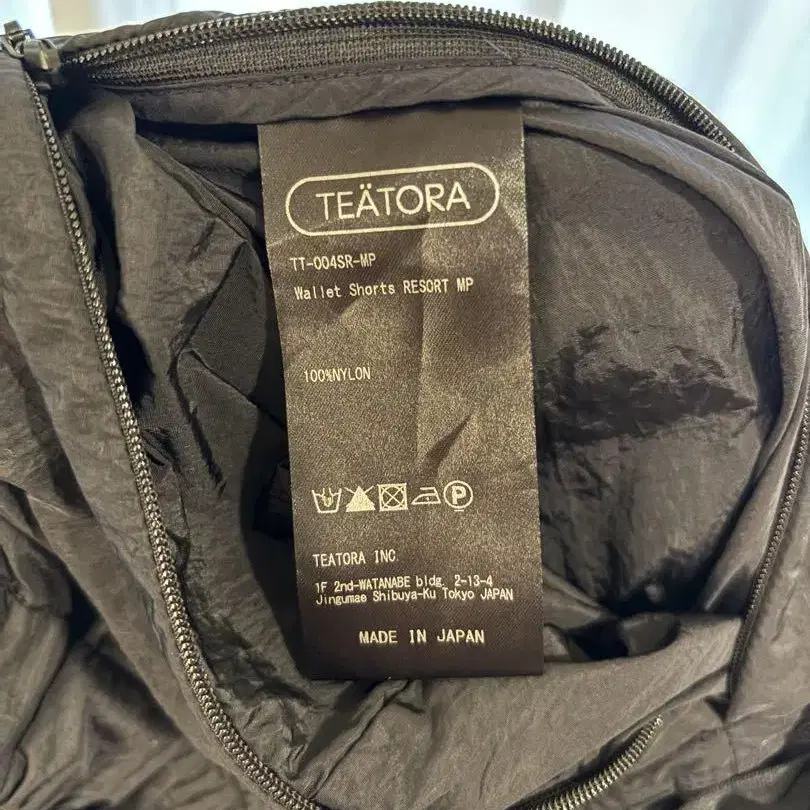 TEÄTORA
TT-004SR-MP
Wallet Shorts RESORT MP
100%NYLON
P
TEATORA INC
1F 2nd-WATANABE bldg. 2-13-4
Jingumae Shibuya-Ku Tokyo JAPAN
MADE IN JAPAN